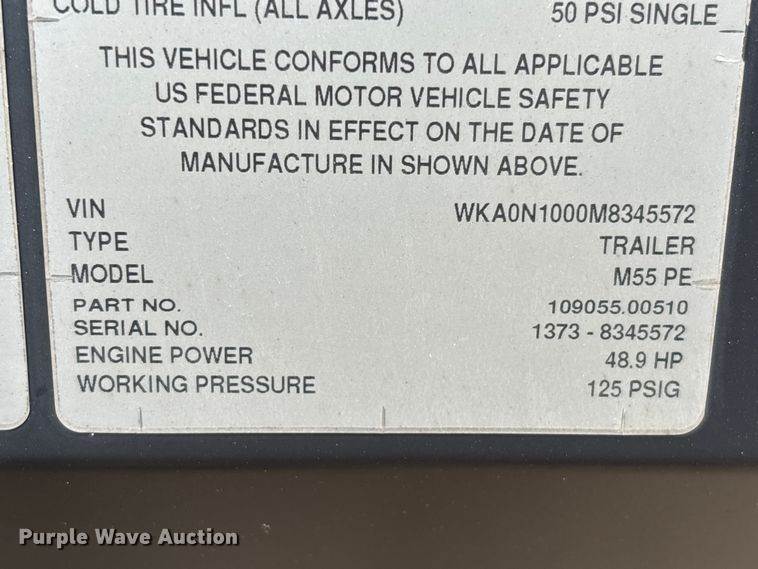 COLD TIRE INFL (ALL AXLES) 50 PSI SINGLE
THIS VEHICLE CONFORMS TO ALL APPLICABLE
US FEDERAL MOTOR VEHICLE SAFETY
STANDARDS IN EFFECT ON THE DATE OF
MANUFACTURE IN SHOWN ABOVE.
VIN WKA0N1000M8345572
TYPE TRAILER
MODEL M55 PE
PART NO. 109055.00510
SERIAL NO. 1373 - 8345572
ENGINE POWER 48.9 HP
WORKING PRESSURE 125 PSIG
Purple Wave Auction